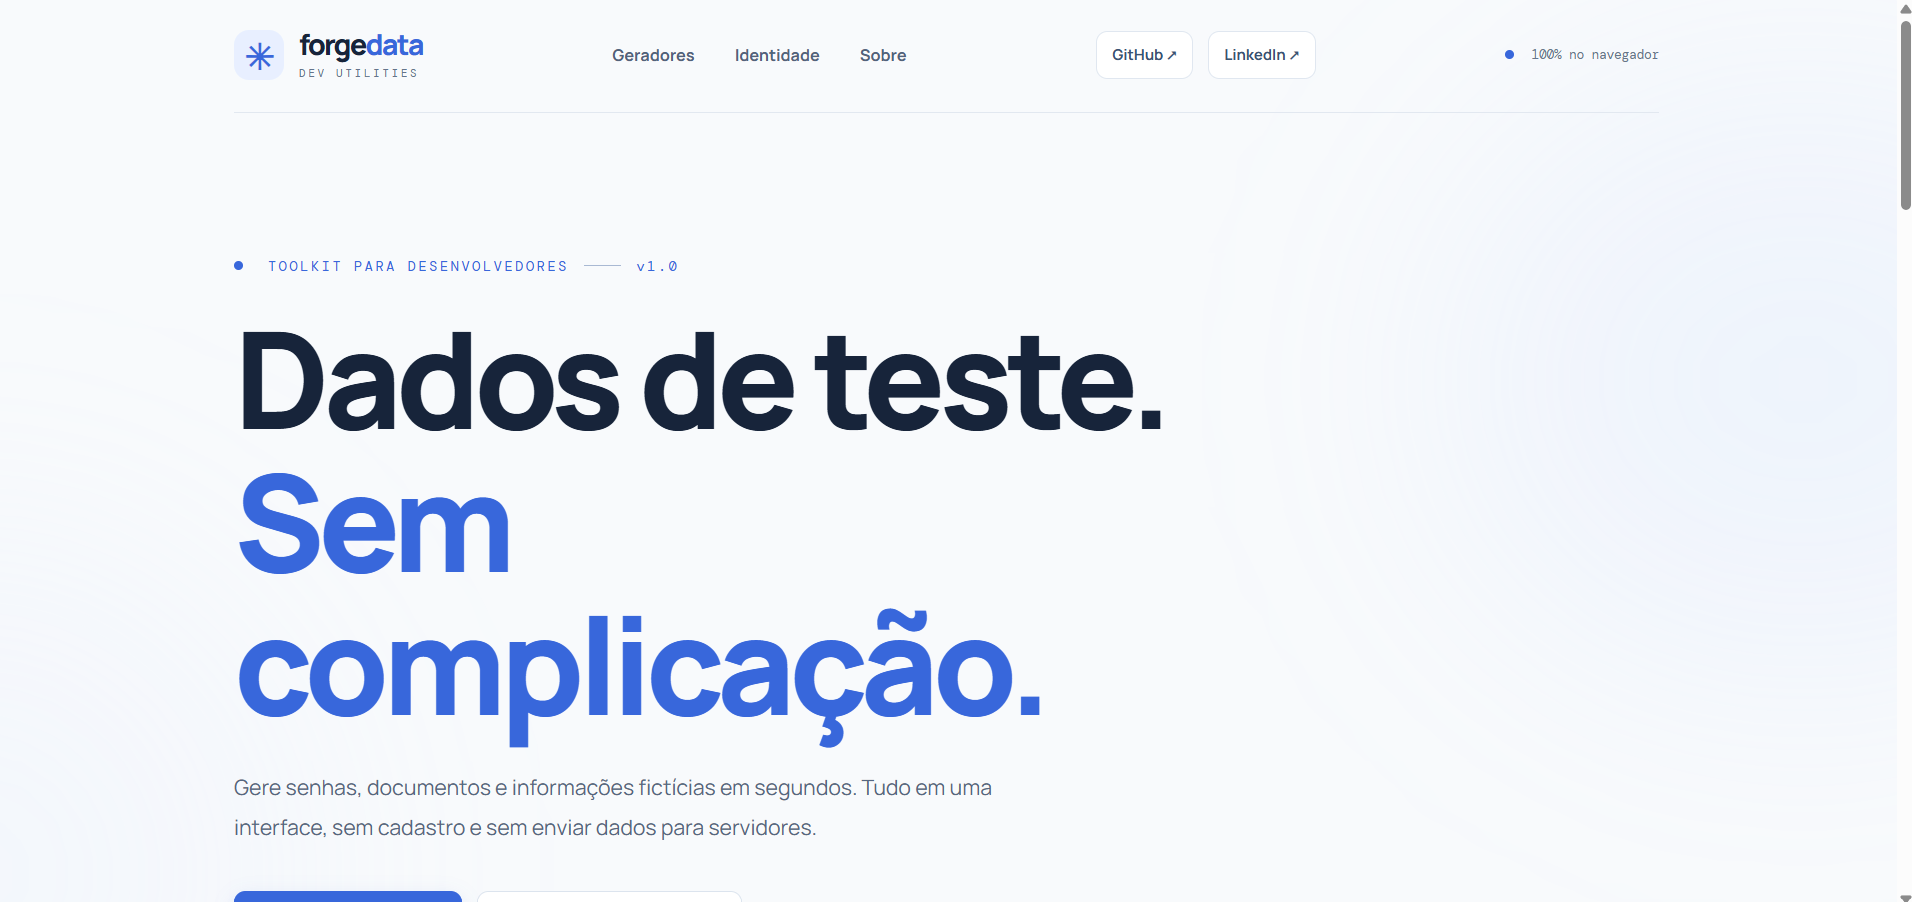 forgedata
DEV UTILITIES
Geradores
Identidade
Sobre
GitHub ↗
LinkedIn ↗
100% no navegador
TOOLKIT PARA DESENVOLVEDORES
v1.0
Dados de teste.
Sem
complicação.
Gere senhas, documentos e informações fictícias em segundos. Tudo em uma
interface, sem cadastro e sem enviar dados para servidores.